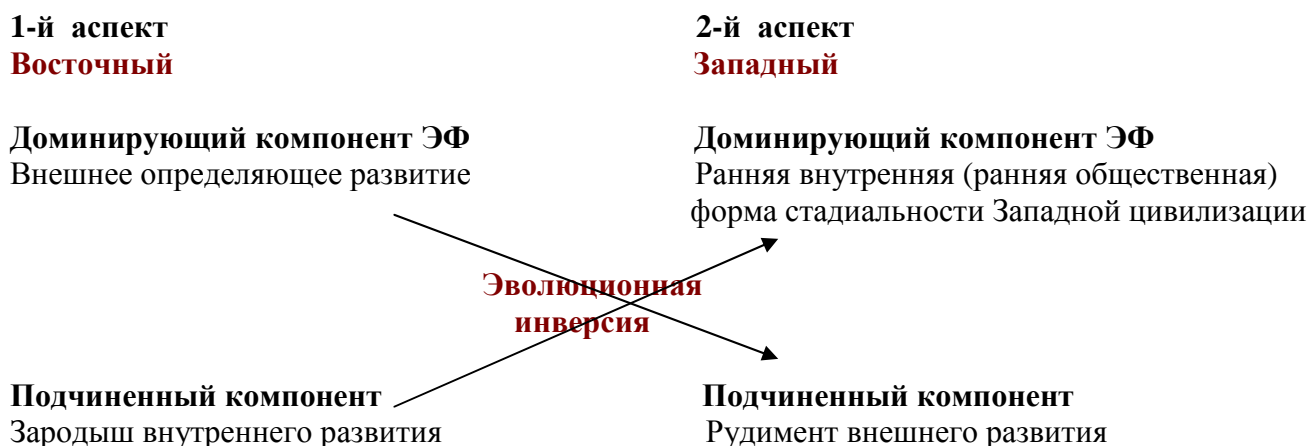 1-й аспект 2-й аспект
Восточный Западный
Доминирующий компонент ЭФ Доминирующий компонент ЭФ
Внешнее определяющее развитие Ранняя внутренняя (ранняя общественная)
форма стадиальности Западной цивилизации
Эволюционная
инверсия
Подчиненный компонент Подчиненный компонент
Зародыш внутреннего развития Рудимент внешнего развития